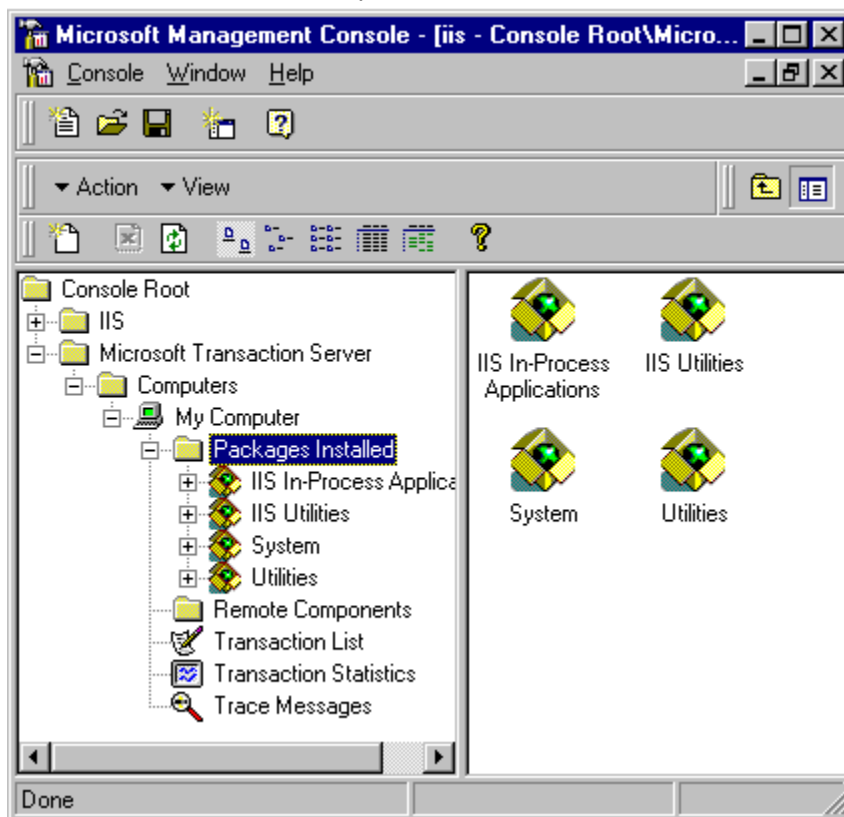 Microsoft Management Console - [iis - Console Root\Micro...
Console Window Help
Action View
Console Root
IIS
Microsoft Transaction Server
Computers
My Computer
Packages Installed
IIS In-Process Applica
IIS Utilities
System
Utilities
Remote Components
Transaction List
Transaction Statistics
Trace Messages
IIS In-Process
Applications
IIS Utilities
System
Utilities
Done